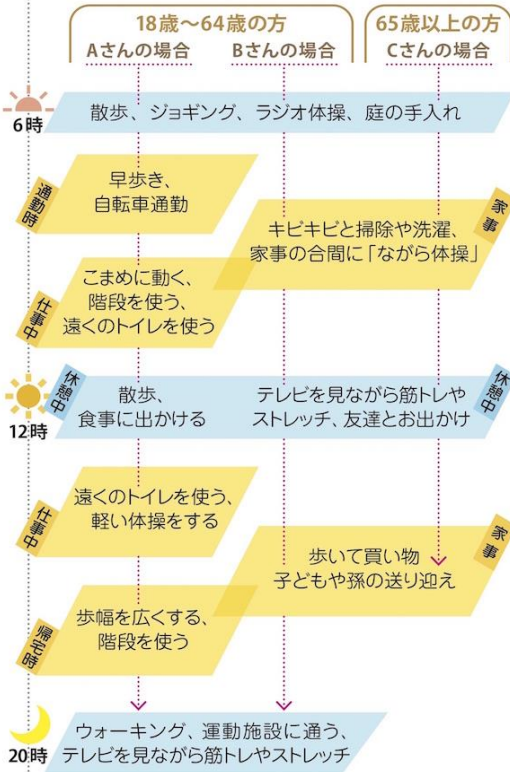 18歳～64歳の方
65歳以上の方
Aさんの場合
Bさんの場合
Cさんの場合
6時
散歩、ジョギング、ラジオ体操、庭の手入れ
通勤時
早歩き、
自転車通勤
家事
キビキビと掃除や洗濯、
家事の合間に「ながら体操」
仕事中
こまめに動く、
階段を使う、
遠くのトイレを使う
12時
休憩中
散歩、
食事に出かける
テレビを見ながら筋トレや
ストレッチ、友達とお出かけ
休憩中
仕事中
遠くのトイレを使う、
軽い体操をする
家事
歩いて買い物
子どもや孫の送り迎え
帰宅時
歩幅を広くする、
階段を使う
20時
ウォーキング、運動施設に通う、
テレビを見ながら筋トレやストレッチ